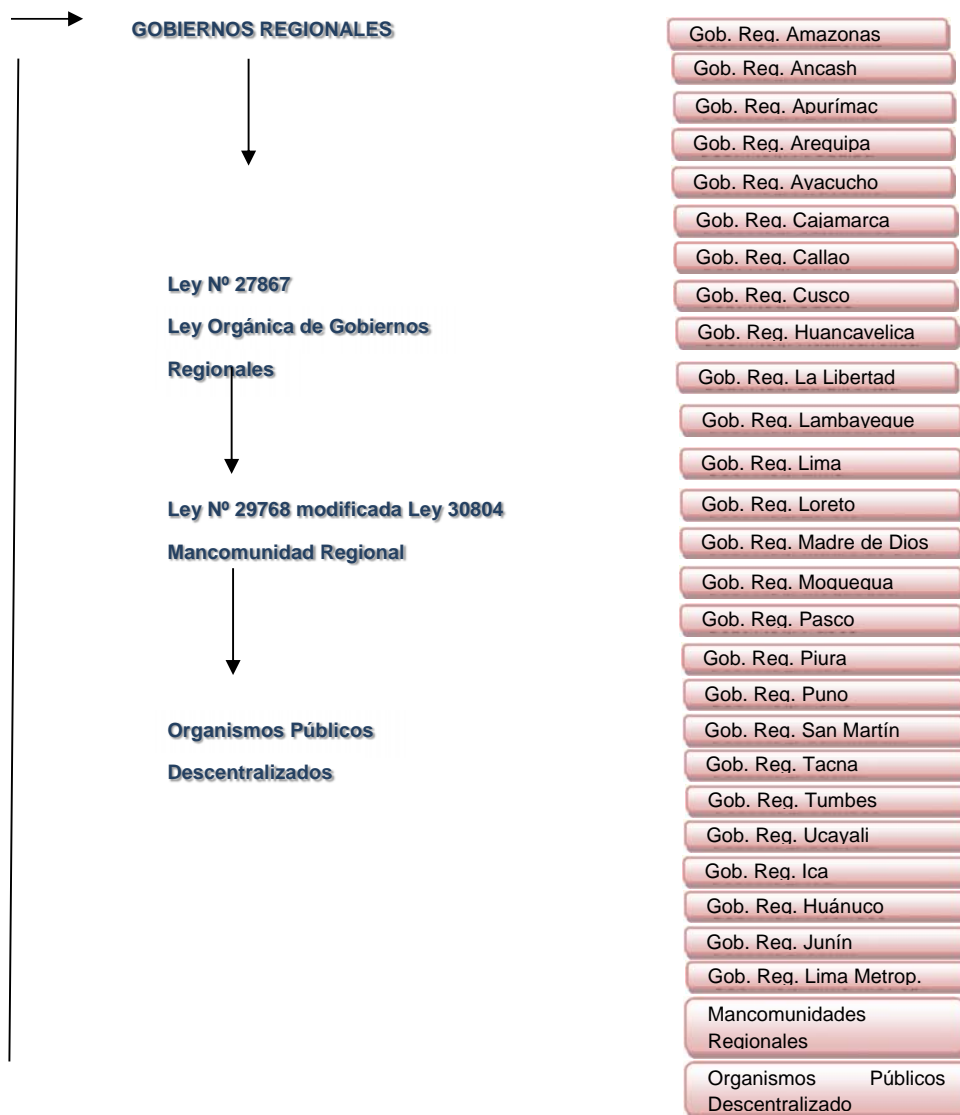 GOBIERNOS REGIONALES
Ley Nº 27867
Ley Orgánica de Gobiernos
Regionales
Ley Nº 29768 modificada Ley 30804
Mancomunidad Regional
Organismos Públicos
Descentralizados
Gob. Reg. Amazonas
Gob. Reg. Ancash
Gob. Reg. Apurímac
Gob. Reg. Arequipa
Gob. Reg. Ayacucho
Gob. Reg. Cajamarca
Gob. Reg. Callao
Gob. Reg. Cusco
Gob. Reg. Huancavelica
Gob. Reg. La Libertad
Gob. Reg. Lambayeque
Gob. Reg. Lima
Gob. Reg. Loreto
Gob. Reg. Madre de Dios
Gob. Reg. Moquegua
Gob. Reg. Pasco
Gob. Reg. Piura
Gob. Reg. Puno
Gob. Reg. San Martín
Gob. Reg. Tacna
Gob. Reg. Tumbes
Gob. Reg. Ucayali
Gob. Reg. Ica
Gob. Reg. Huánuco
Gob. Reg. Junín
Gob. Reg. Lima Metrop.
Mancomunidades
Regionales
Organismos Públicos
Descentralizado